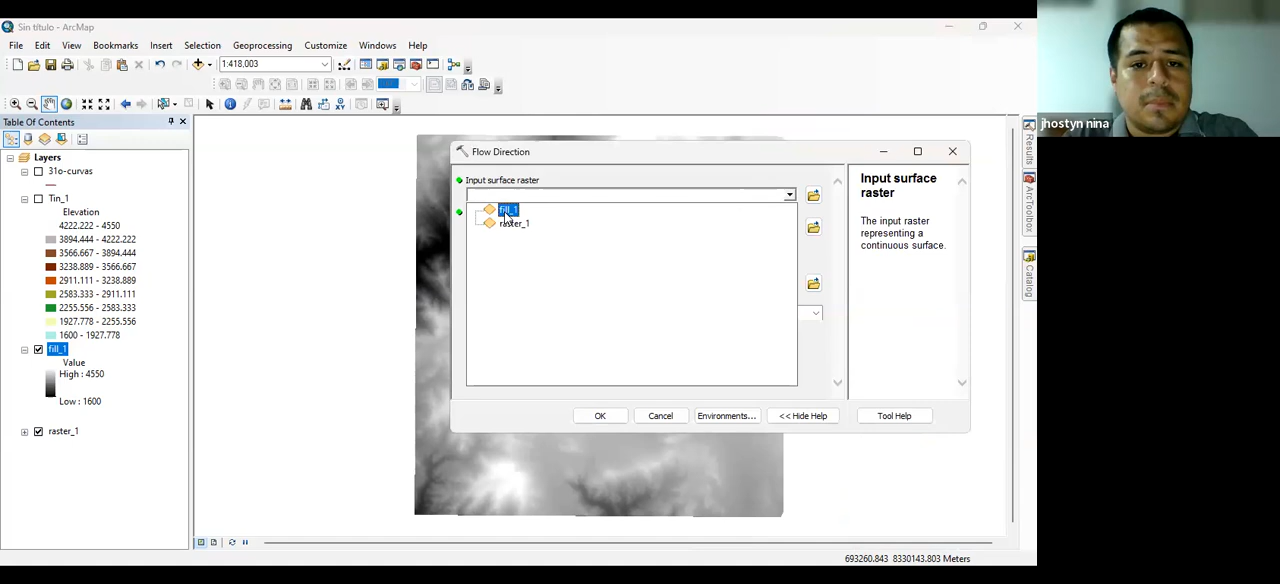 Sin título - ArcMap
File Edit View Bookmarks Insert Selection Geoprocessing Customize Windows Help
1:418.003
Table Of Contents
Layers
31o-curvas
Tin_1
Elevation
4222.222 - 4550
3894.444 - 4222.222
3566.667 - 3894.444
3238.889 - 3566.667
2911.111 - 3238.889
2583.333 - 2911.111
2255.556 - 2583.333
1927.778 - 2255.556
1600 - 1927.778
fill_1
Value
High : 4550
Low : 1600
raster_1
Flow Direction
Input surface raster
fill_1
raster_1
OK Cancel Environments... << Hide Help Tool Help
Input surface
raster
The input raster
representing a
continuous surface.
Results
ArcToolbox
Catalog
jhostyn nina
693260.843 8330143.803 Meters